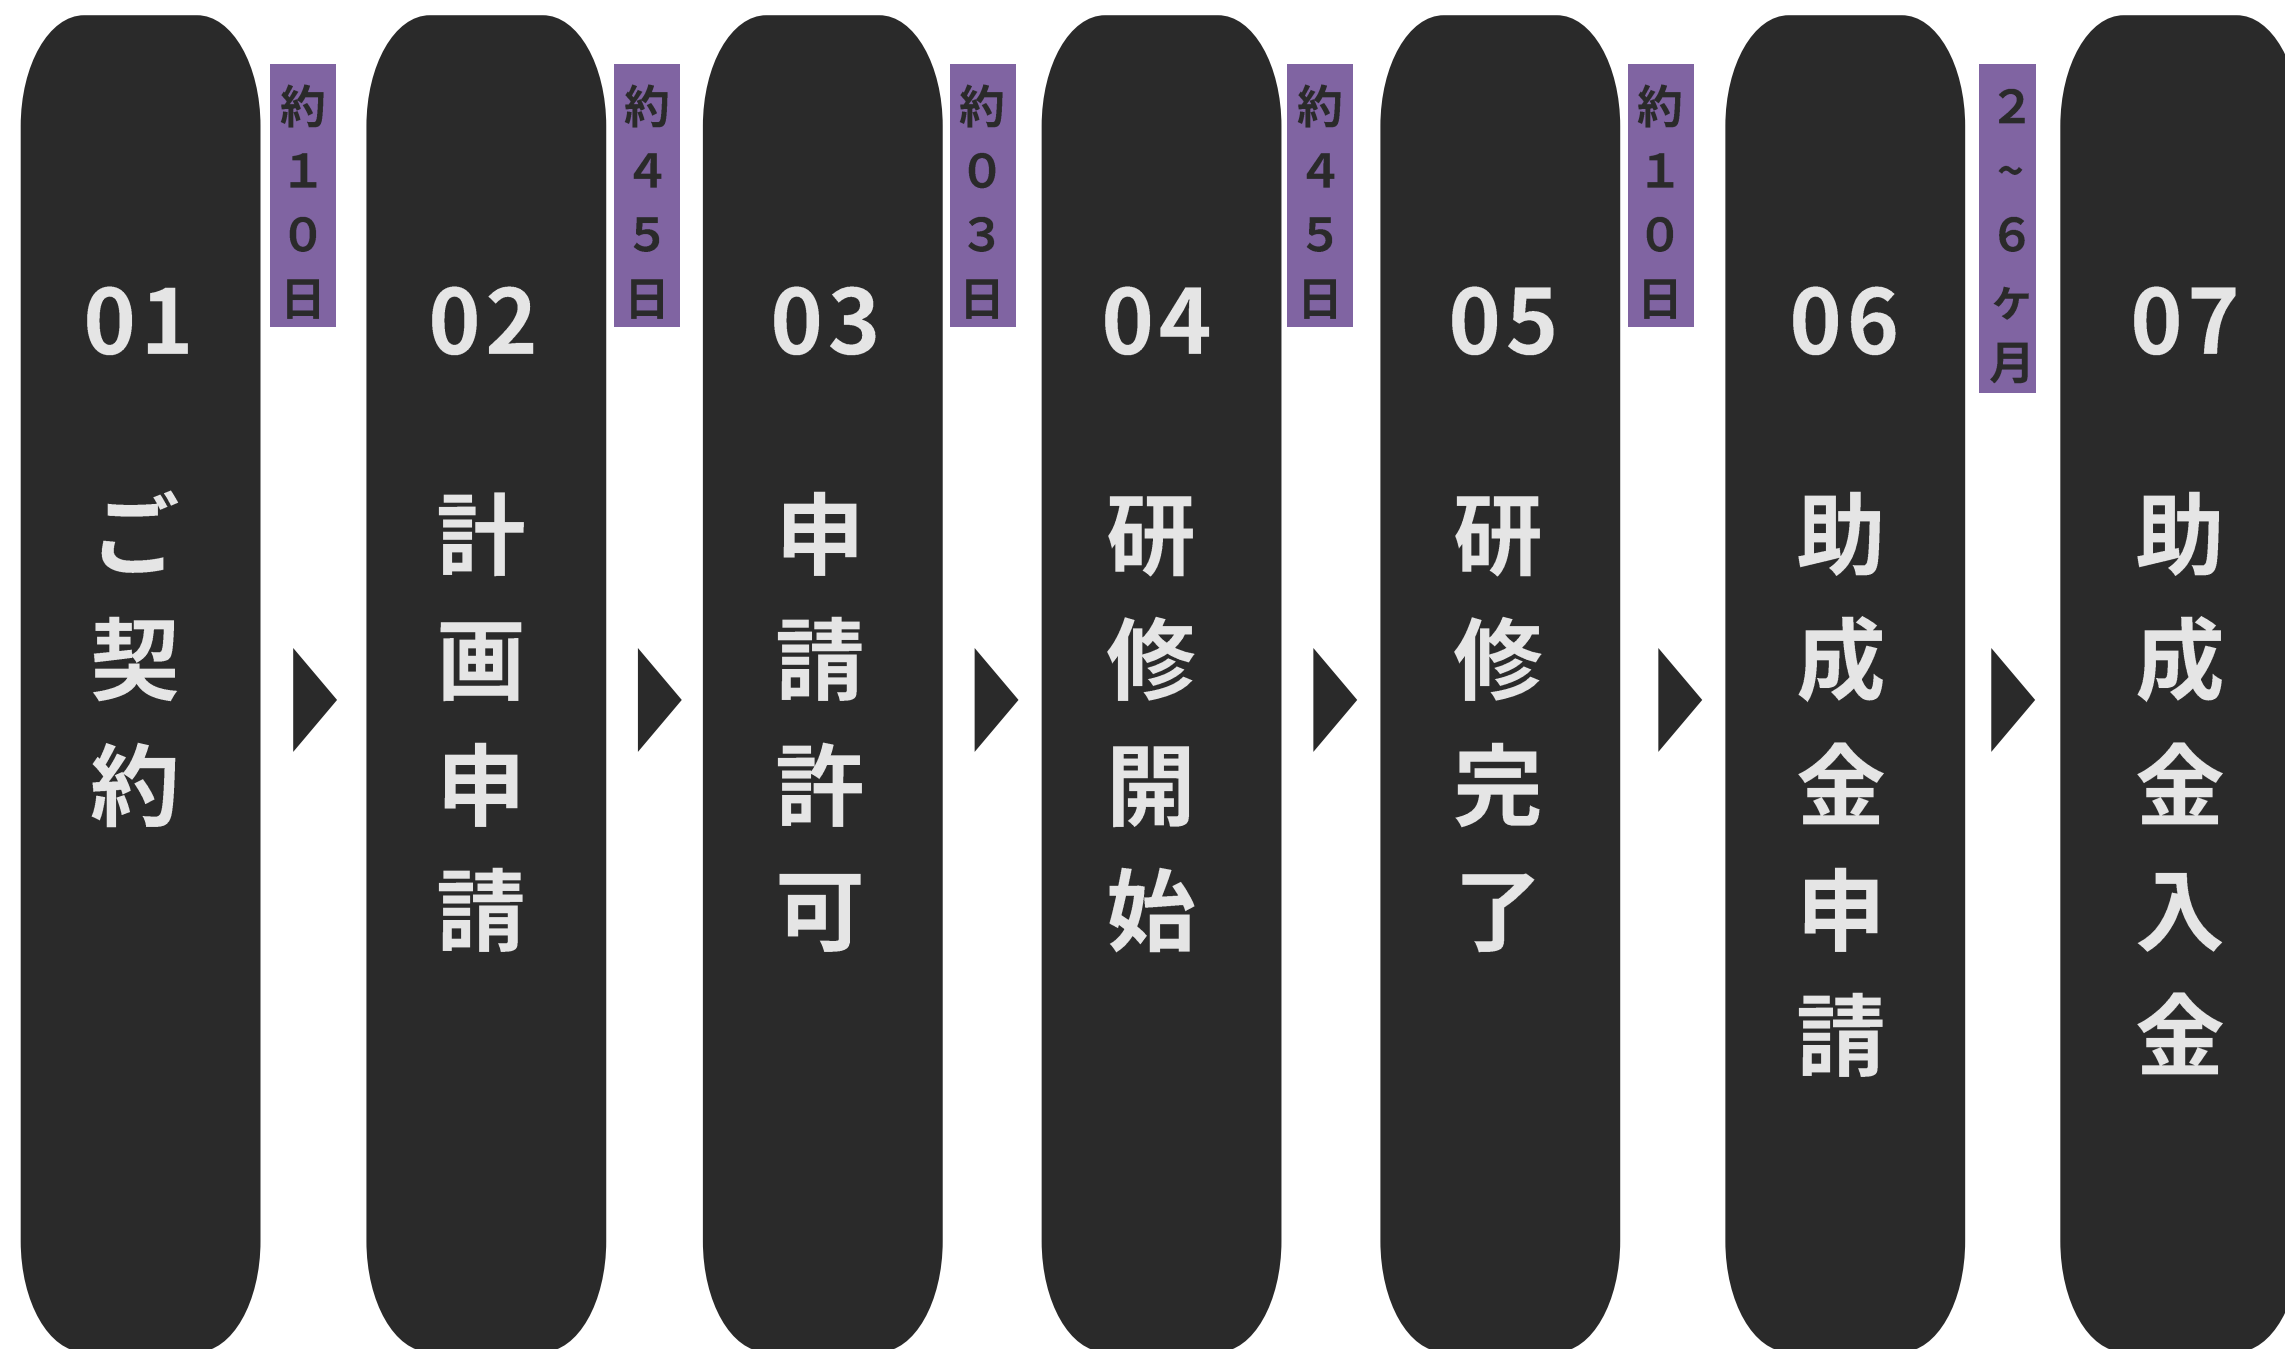 01
ご契約
約10日
02
計画申請
約45日
03
申請許可
約03日
04
研修開始
約45日
05
研修完了
約10日
06
助成金申請
2~6ケ月
07
助成金入金